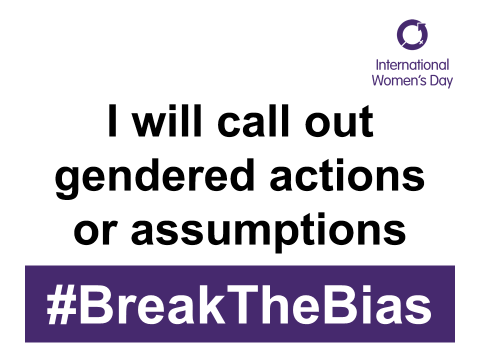 International
Women's Day
I will call out
gendered actions
or assumptions
#BreakTheBias